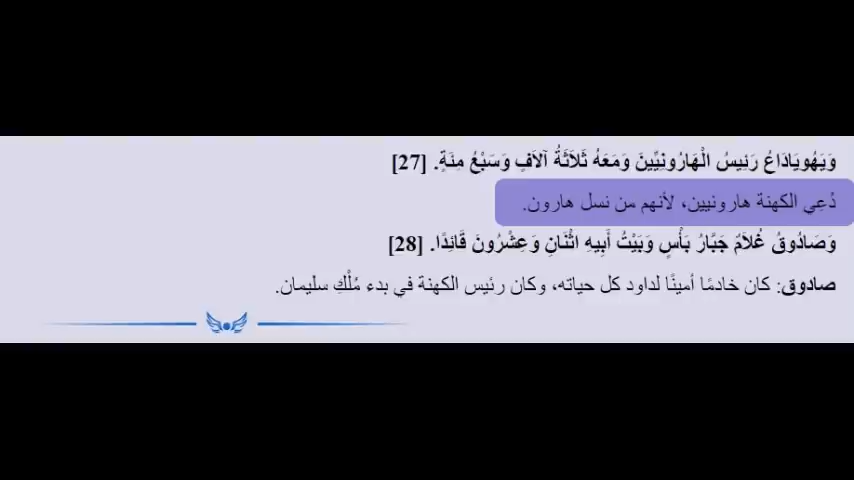 وَيَهُويَادَاعُ رَئِيسُ الْهَارُونِيِّينَ وَمَعَهُ ثَلاَثَةُ آلاَفٍ وَسَبْعُ مِئَةٍ. [27]
دُعِي الكهنة هارونيين، لأنهم من نسل هارون.
وَصَادُوقُ غُلاَمٌ جَبَّارُ بَأْسٍ وَبَيْتُ أَبِيهِ اثْنَانِ وَعِشْرُونَ قَائِدًا. [28]
صادوق: كان خادمًا أمينًا لداود كل حياته، وكان رئيس الكهنة في بدء مُلْكِ سليمان.